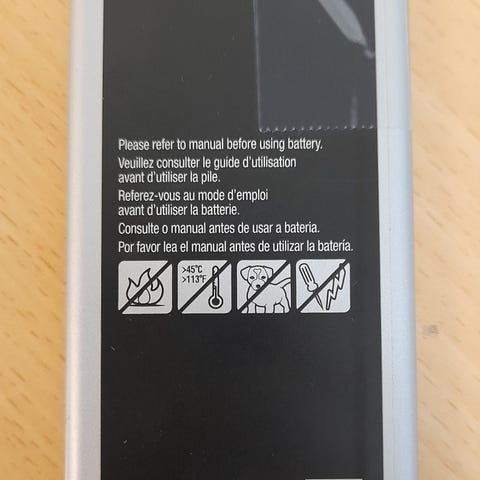 Please refer to manual before using battery.
Veuillez consulter le guide d'utilisation
avant d'utiliser la pile.
Referez-vous au mode d'emploi
avant d'utiliser la batterie.
Consulte o manual antes de usar a bateria.
Por favor lea el manual antes de utilizar la batería.
>45°C
>113°F